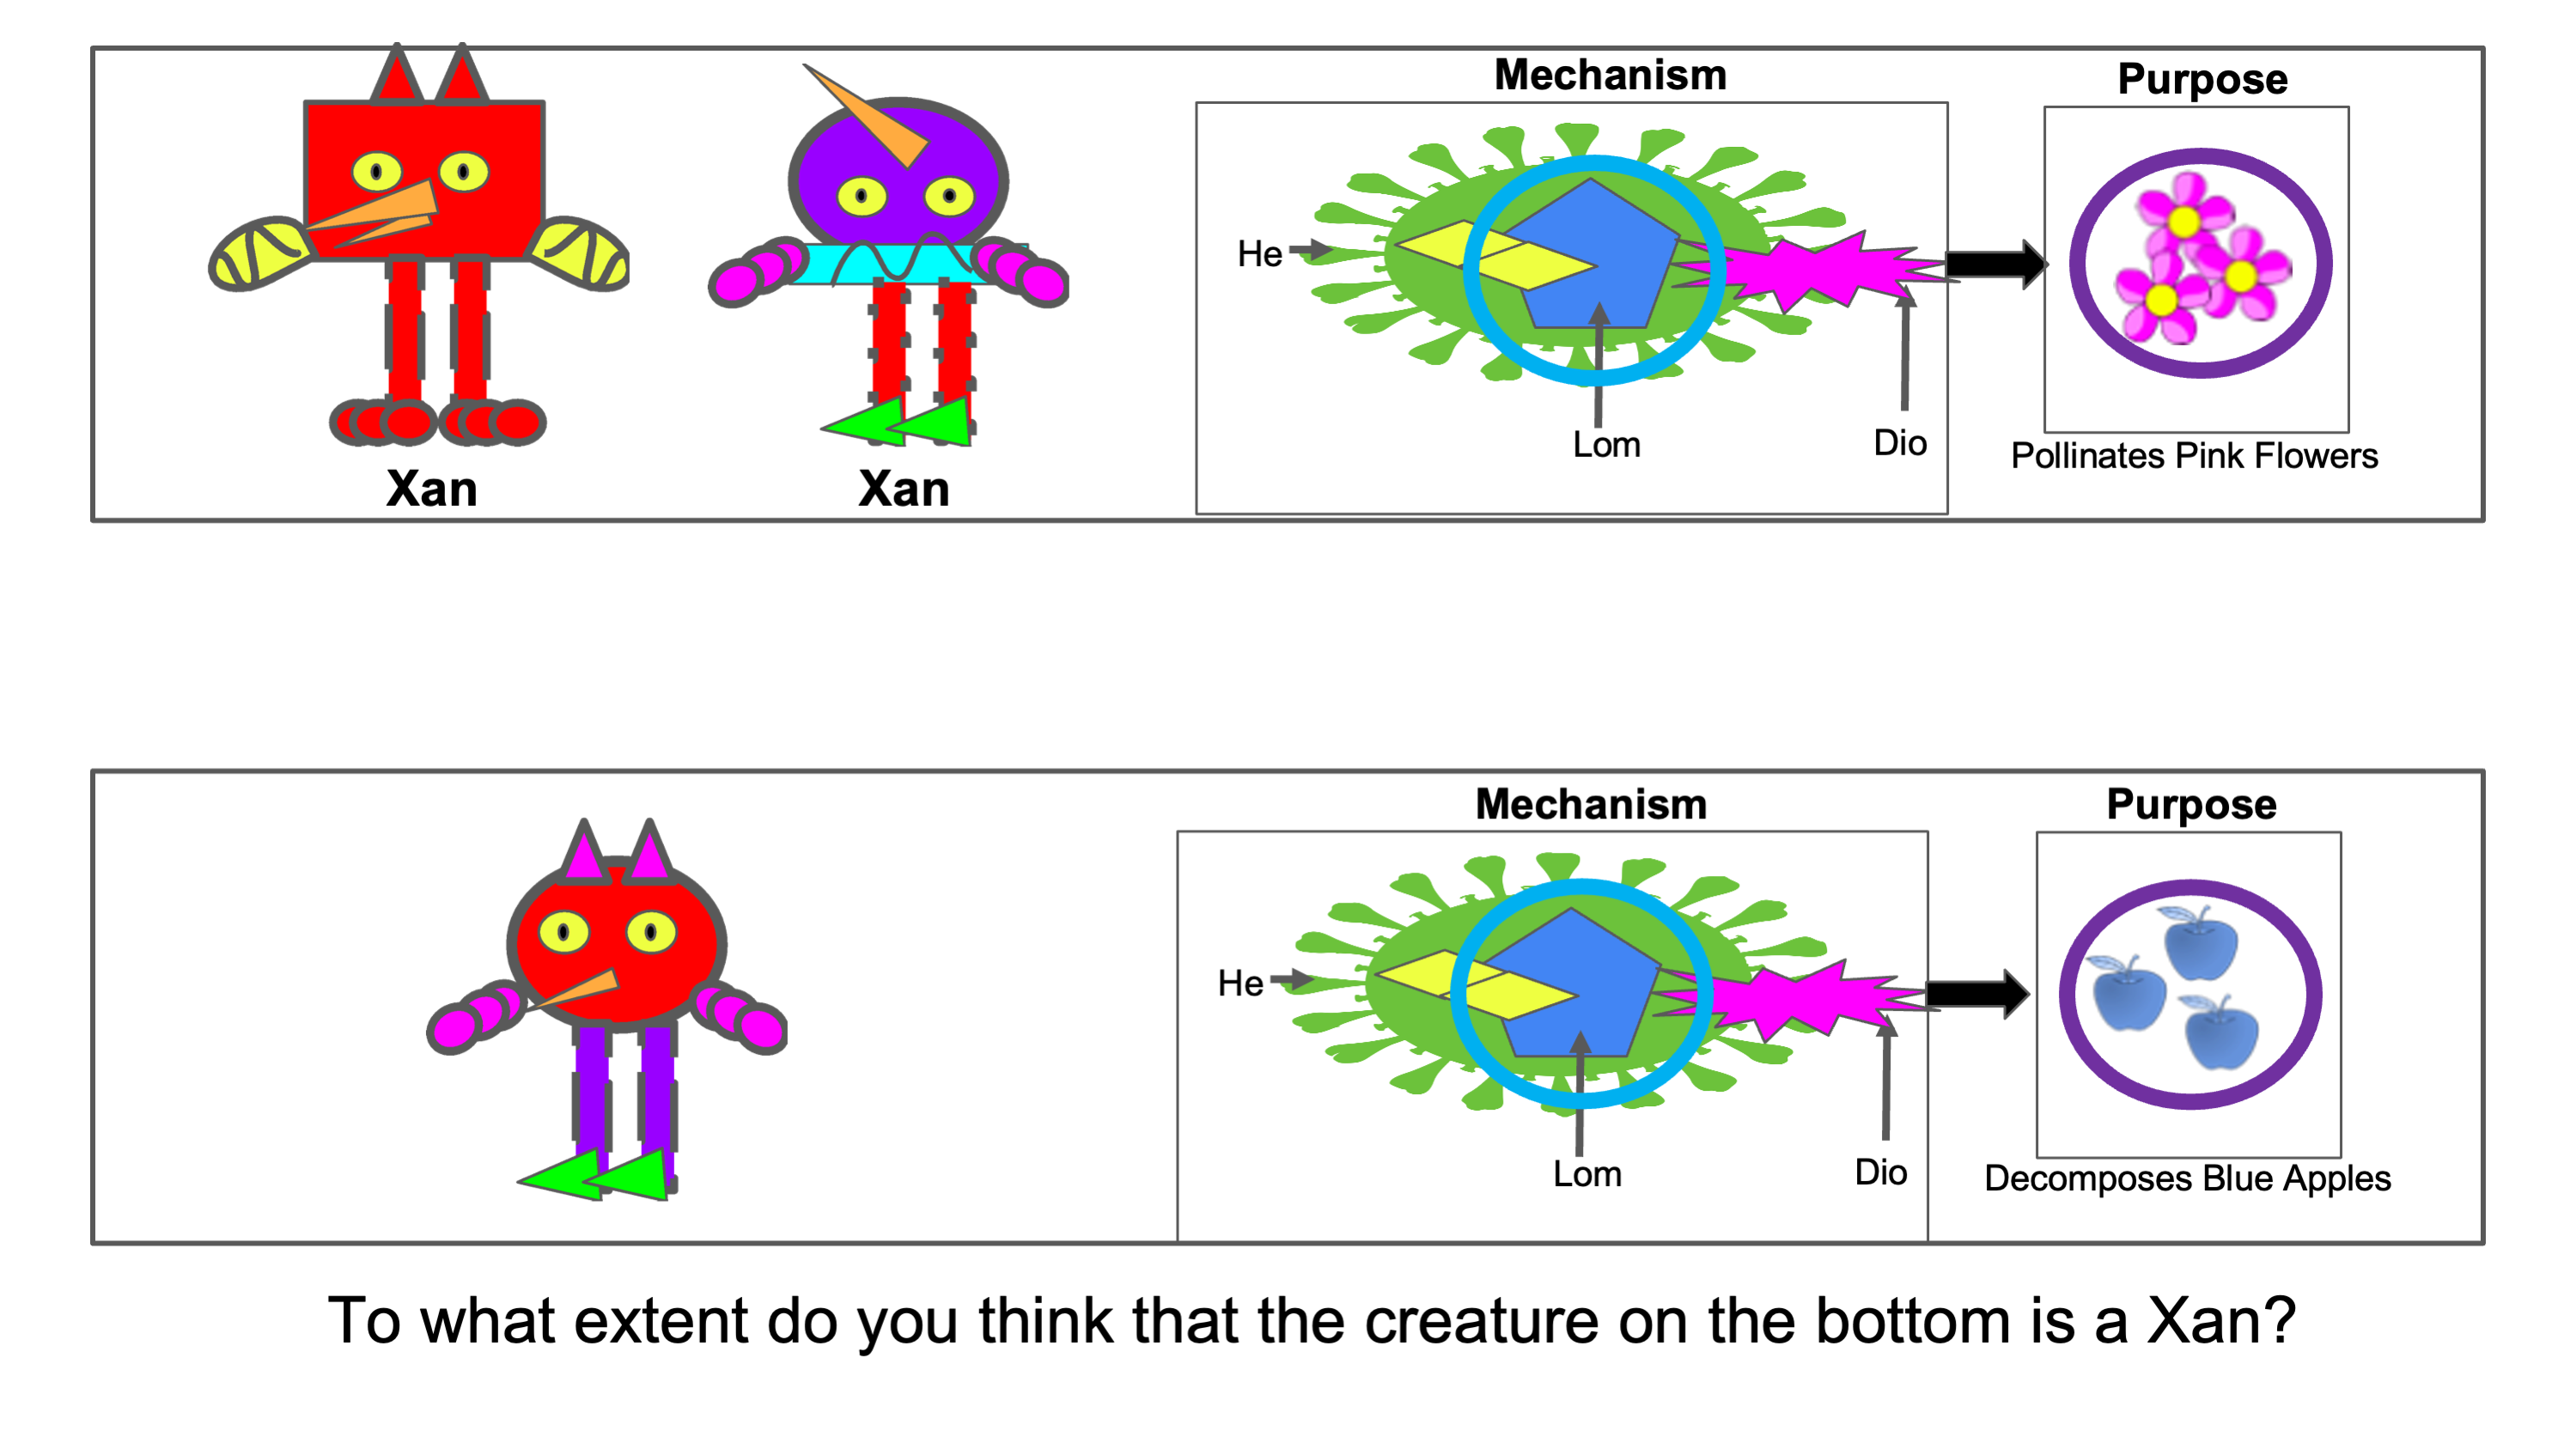 Mechanism
Purpose
He
Lom
Dio
Pollinates Pink Flowers
Xan
Xan
Mechanism
Purpose
He
Lom
Dio
Decomposes Blue Apples
To what extent do you think that the creature on the bottom is a Xan?